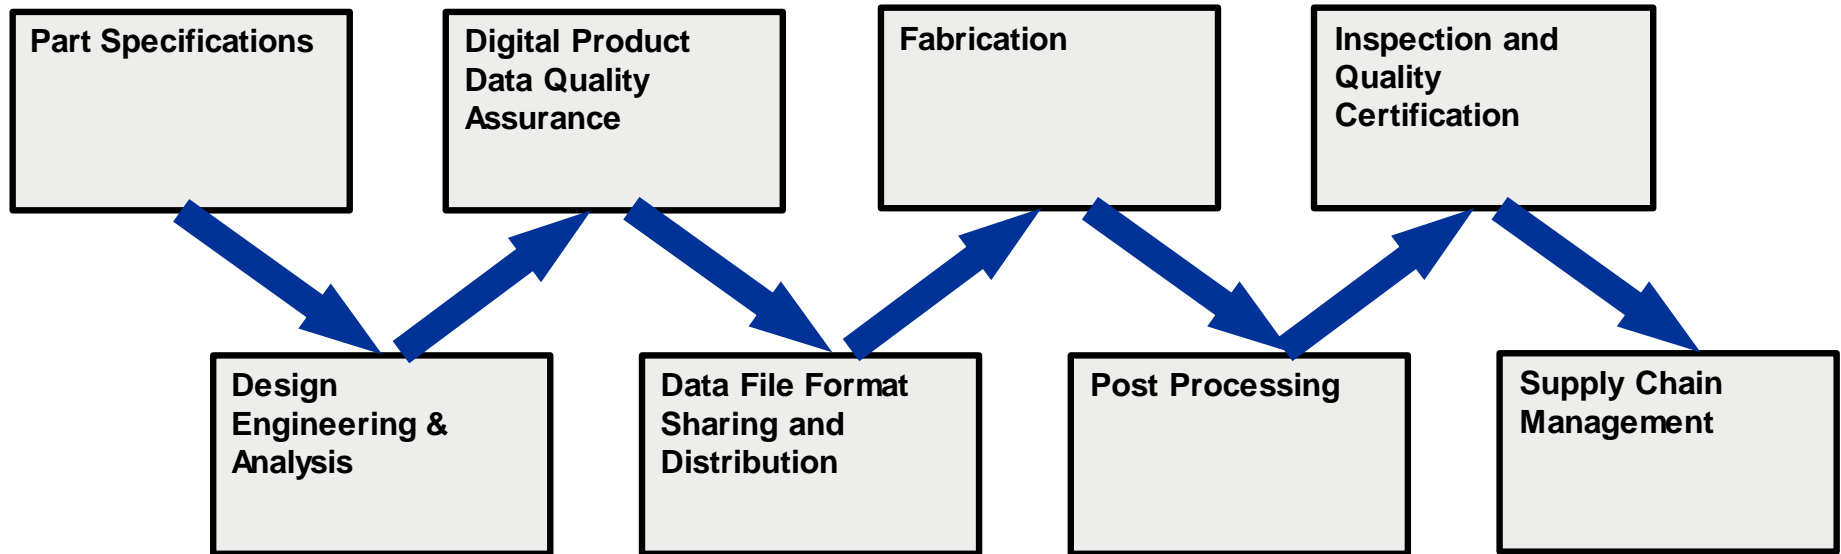 Part Specifications
Digital Product
Data Quality
Assurance
Fabrication
Inspection and
Quality
Certification
Design
Engineering &
Analysis
Data File Format
Sharing and
Distribution
Post Processing
Supply Chain
Management